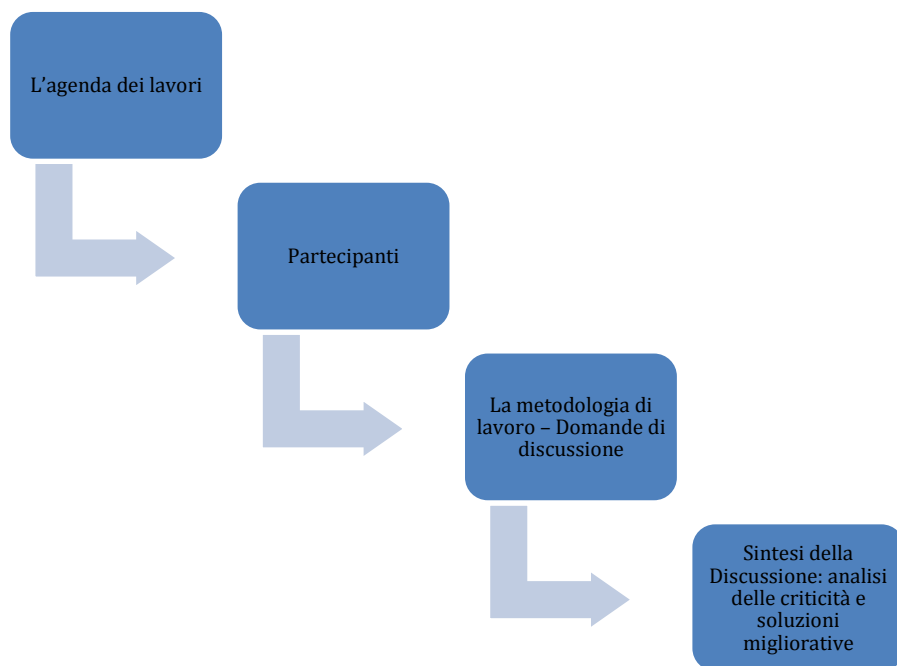 L’agenda dei lavori
Partecipanti
La metodologia di
lavoro – Domande di
discussione
Sintesi della
Discussione: analisi
delle criticità e
soluzioni
migliorative